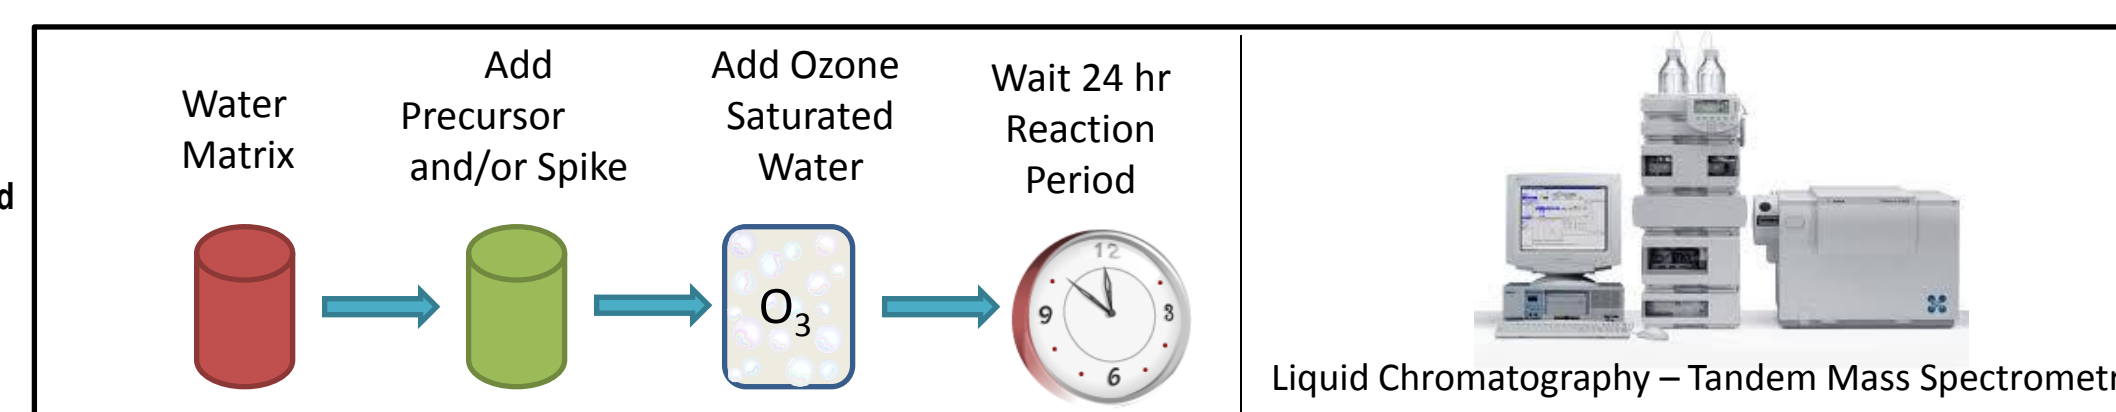 Water
Matrix
Add
Precursor
and/or Spike
Add Ozone
Saturated
Water
Wait 24 hr
Reaction
Period
d
O₃
12
9
3
6
Liquid Chromatography – Tandem Mass Spectrometr